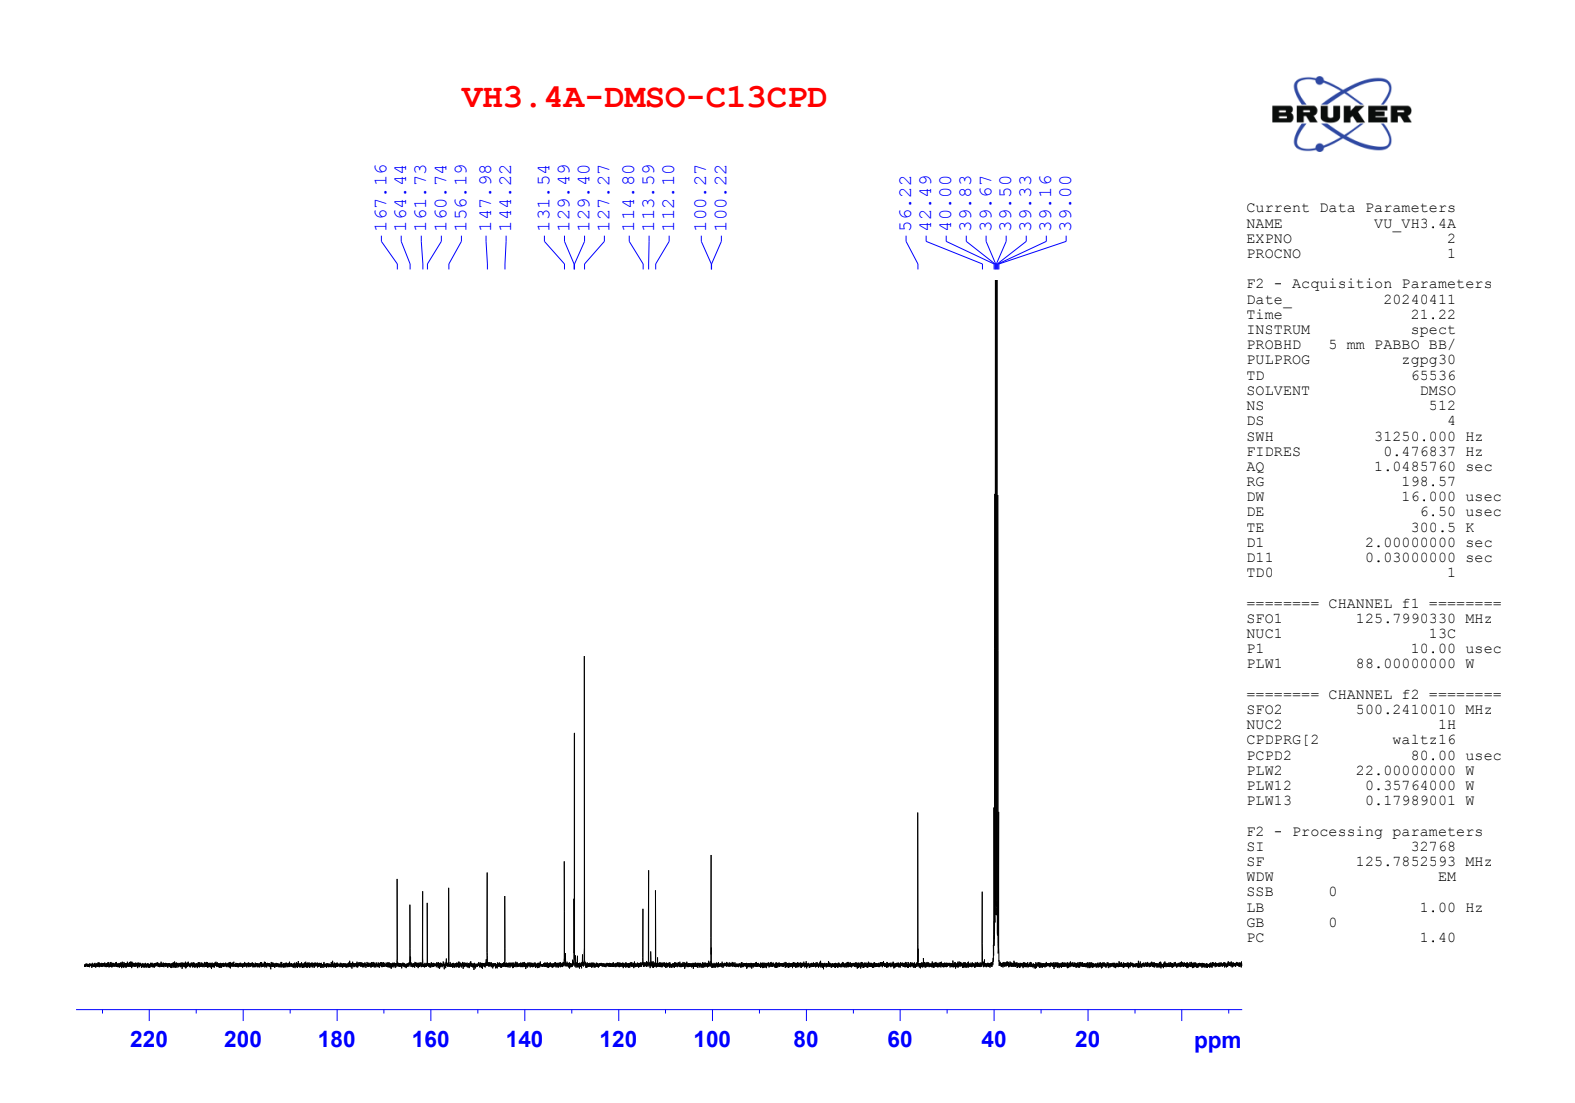 VH3.4A-DMSO-C13CPD
BRUKER
167.16
164.44
161.73
160.74
156.19
147.98
144.22
131.54
129.49
129.40
127.27
114.80
113.59
112.10
100.27
100.22
56.22
42.49
40.00
39.83
39.67
39.50
39.33
39.16
39.00
Current Data Parameters
NAME VU_VH3.4A
EXPNO 2
PROCNO 1
F2 - Acquisition Parameters
Date_ 20240411
Time 21.22
INSTRUM spect
PROBHD 5 mm PABBO BB/
PULPROG zgpg30
TD 65536
SOLVENT DMSO
NS 512
DS 4
SWH 31250.000 Hz
FIDRES 0.476837 Hz
AQ 1.0485760 sec
RG 198.57
DW 16.000 usec
DE 6.50 usec
TE 300.5 K
D1 2.00000000 sec
D11 0.03000000 sec
TD0 1
======== CHANNEL f1 ========
SFO1 125.7990330 MHz
NUC1 13C
P1 10.00 usec
PLW1 88.00000000 W
======== CHANNEL f2 ========
SFO2 500.2410010 MHz
NUC2 1H
CPDPRG[2 waltz16
PCPD2 80.00 usec
PLW2 22.00000000 W
PLW12 0.35764000 W
PLW13 0.17989001 W
F2 - Processing parameters
SI 32768
SF 125.7852593 MHz
WDW EM
SSB 0
LB 1.00 Hz
GB 0
PC 1.40
220 200 180 160 140 120 100 80 60 40 20 ppm